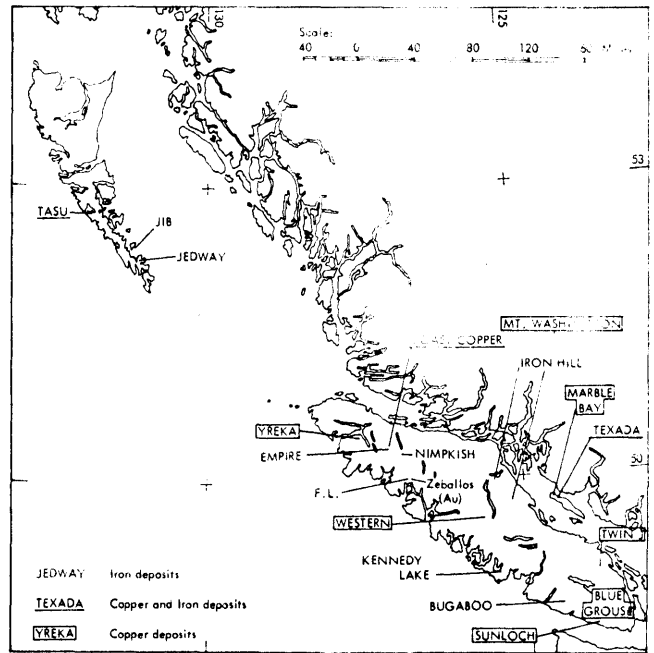 130
125
Scale:
40 0 40 80 120
53
TASU
JIB
JEDWAY
MT. WASHINGTON
COPPER
IRON HILL
MARBLE
BAY
TEXADA
YREKA
EMPIRE
NIMPKISH
50
F.L.
Zeballos
(Au)
WESTERN
TWIN J
KENNEDY
LAKE
BUGABOO
BLUE
GROUSE
SUNLOCH
JEDWAY Iron deposits
TEXADA Copper and Iron deposits
YREKA Copper deposits